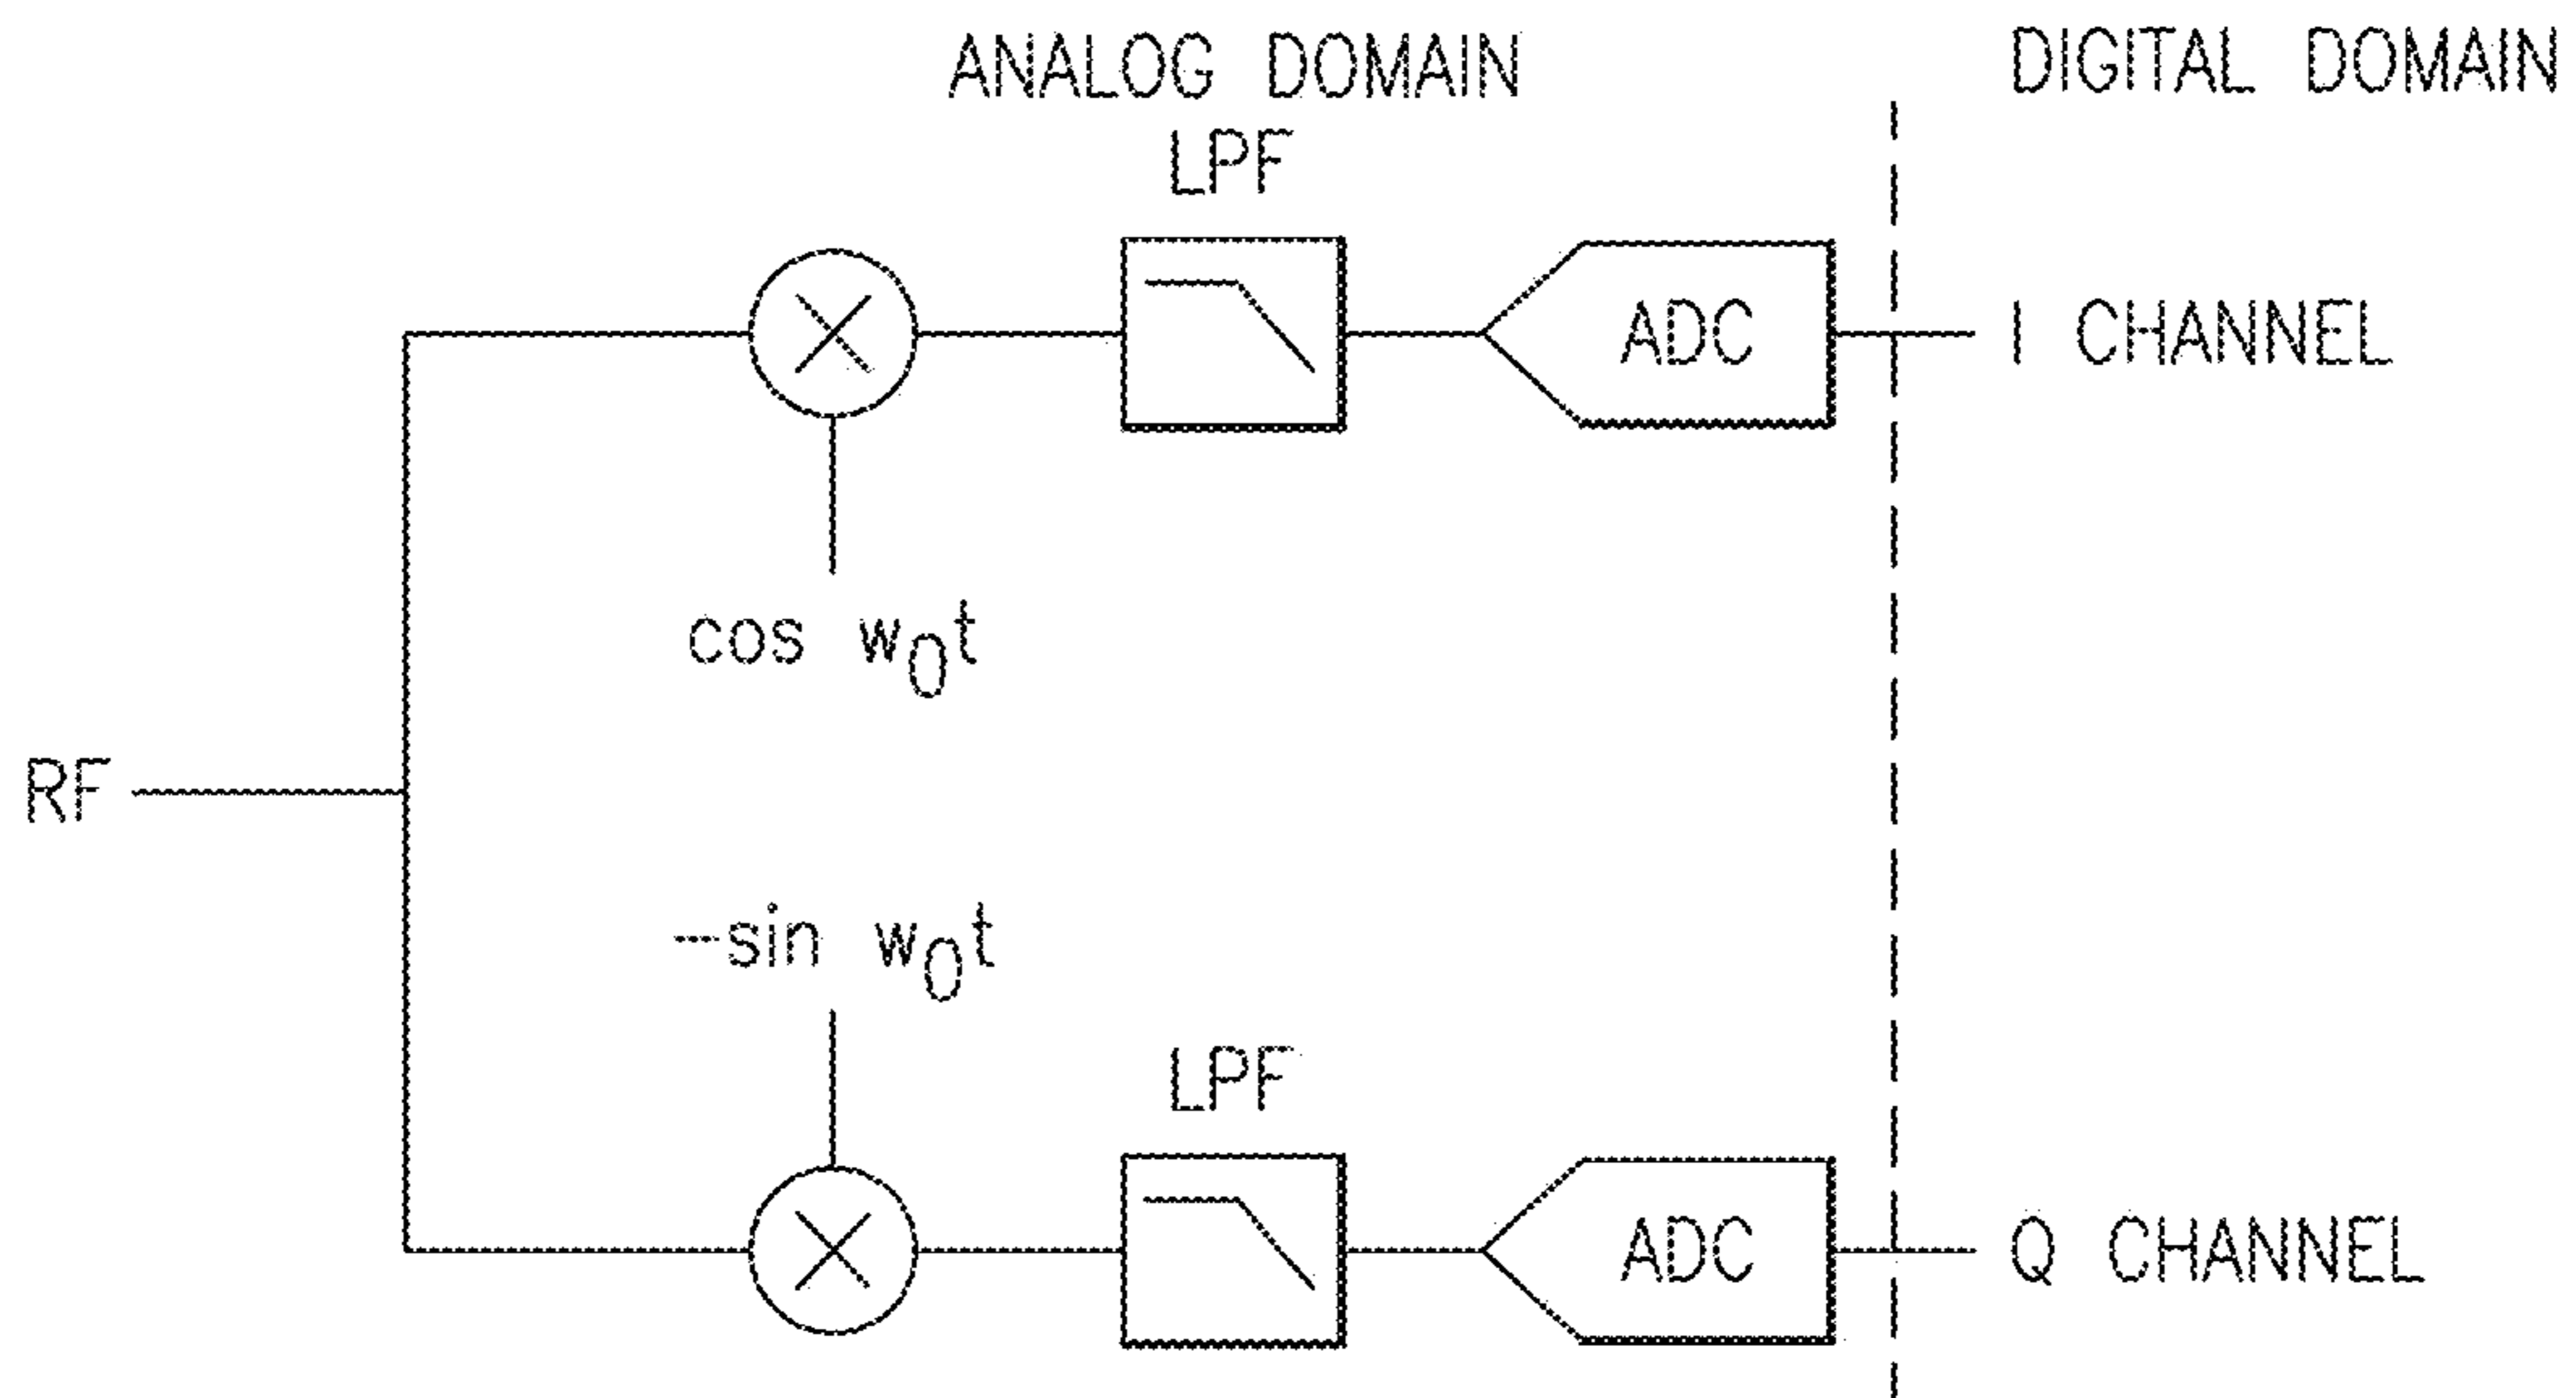 ANALOG DOMAIN
DIGITAL DOMAIN
LPF
ADC
I CHANNEL
cos w0t
RF
-sin w0t
LPF
ADC
Q CHANNEL